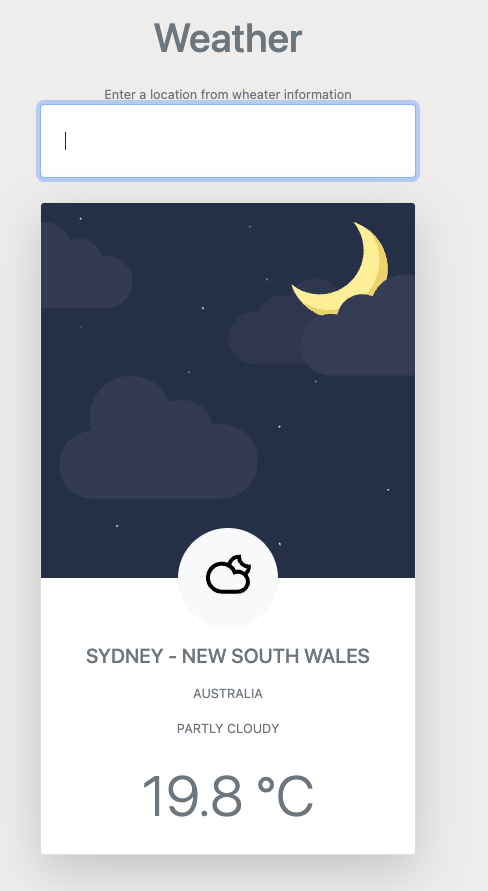 Weather
Enter a location from wheater information
SYDNEY - NEW SOUTH WALES
AUSTRALIA
PARTLY CLOUDY
19.8 °C